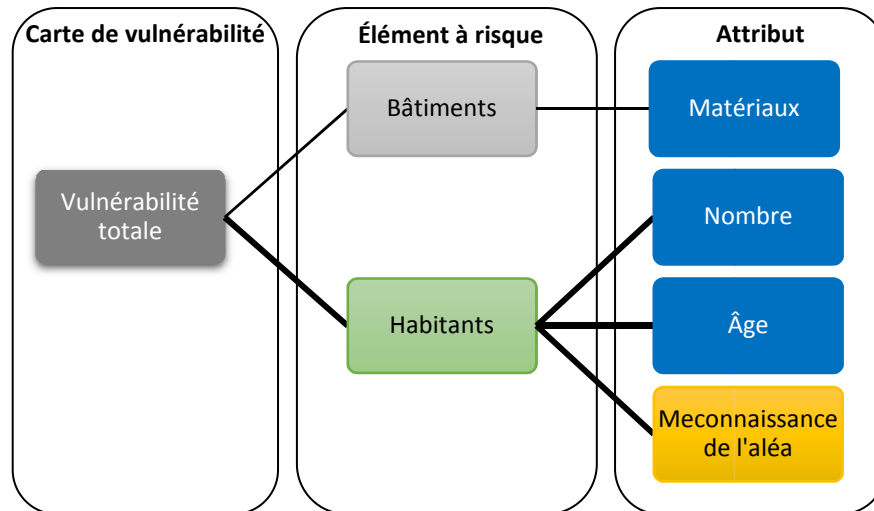 Carte de vulnérabilité
Élément à risque
Attribut
Bâtiments
Matériaux
Vulnérabilité
totale
Nombre
Habitants
Âge
Meconnaissance
de l'aléa